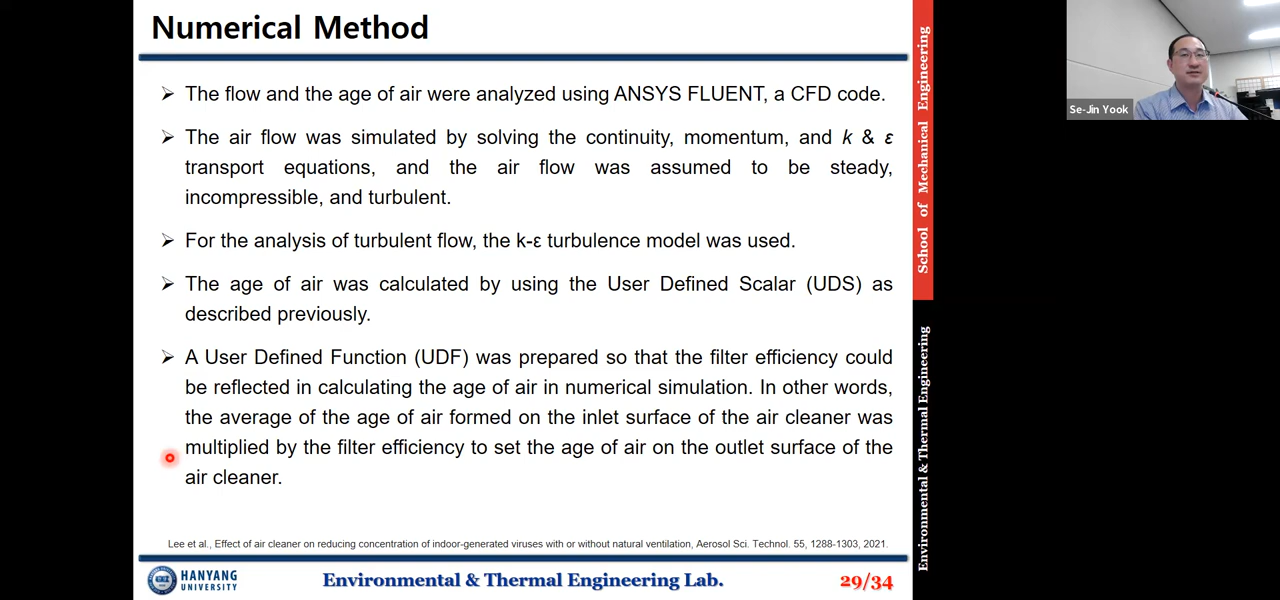 Numerical Method
➢ The flow and the age of air were analyzed using ANSYS FLUENT, a CFD code.
➢ The air flow was simulated by solving the continuity, momentum, and k & ε
transport equations, and the air flow was assumed to be steady,
incompressible, and turbulent.
➢ For the analysis of turbulent flow, the k-ε turbulence model was used.
➢ The age of air was calculated by using the User Defined Scalar (UDS) as
described previously.
➢ A User Defined Function (UDF) was prepared so that the filter efficiency could
be reflected in calculating the age of air in numerical simulation. In other words,
the average of the age of air formed on the inlet surface of the air cleaner was
multiplied by the filter efficiency to set the age of air on the outlet surface of the
air cleaner.
Lee et al., Effect of air cleaner on reducing concentration of indoor-generated viruses with or without natural ventilation, Aerosol Sci. Technol. 55, 1288-1303, 2021.
HANYANG
UNIVERSITY
Environmental & Thermal Engineering Lab.
29/34
School of Mechanical Engineering
Environmental & Thermal Engineering
Se-Jin Yook